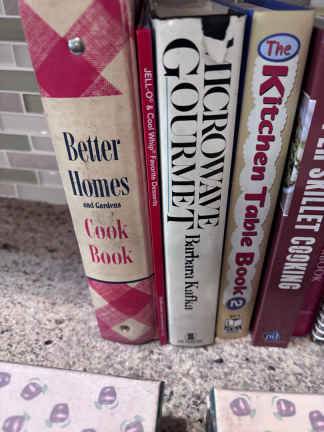 Better
Homes
and Gardens
Cook
Book
JELL-O® & Cool Whip® Favorite Desserts
MICROWAVE
GOURMET
Barbara Kafka
The
Kitchen Table Book 2
SKILLET COOKING